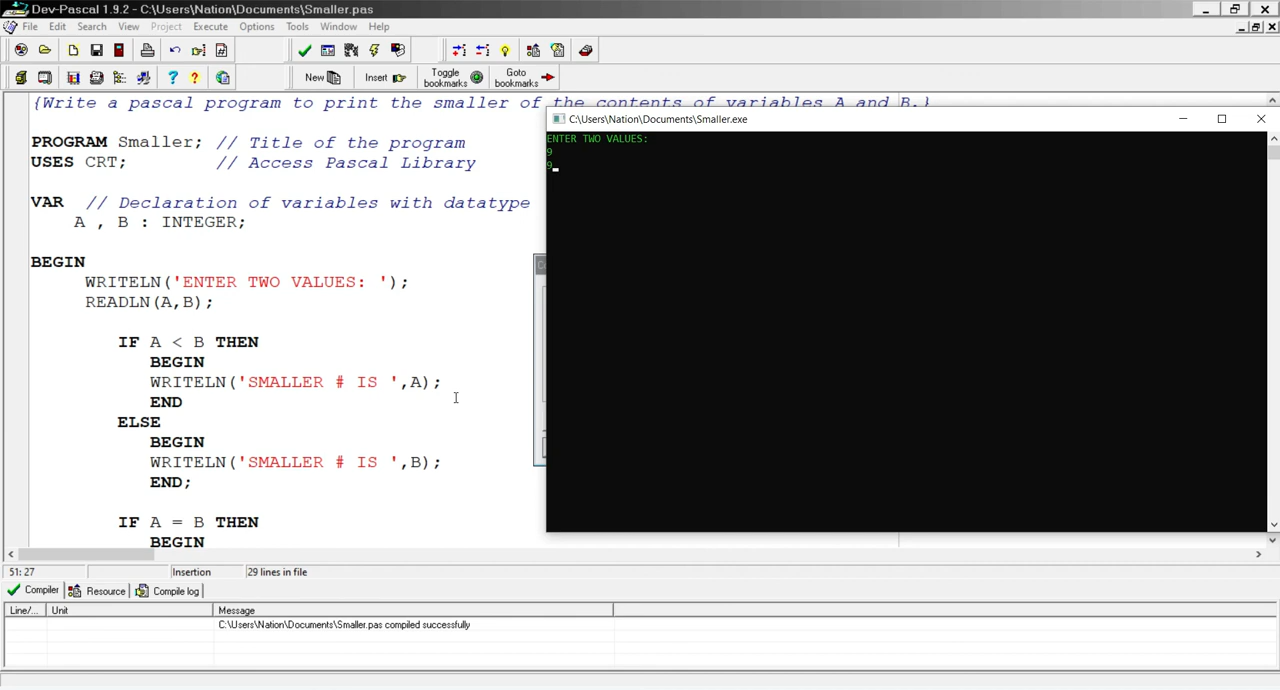 Dev-Pascal 1.9.2 - C:\Users\Nation\Documents\Smaller.pas
File Edit Search View Project Execute Options Tools Window Help
New Insert Toggle bookmarks Goto bookmarks
{Write a pascal program to print the smaller of the contents of variables A and B.}
PROGRAM Smaller; // Title of the program
USES CRT; // Access Pascal Library
VAR // Declaration of variables with datatype
A , B : INTEGER;
BEGIN
WRITELN('ENTER TWO VALUES: ');
READLN(A,B);
IF A < B THEN
BEGIN
WRITELN('SMALLER # IS ',A);
END
ELSE
BEGIN
WRITELN('SMALLER # IS ',B);
END;
IF A = B THEN
BEGIN
C:\Users\Nation\Documents\Smaller.exe
ENTER TWO VALUES:
9
9
51: 27 Insertion 29 lines in file
Compiler Resource Compile log
Line/... Unit Message
C:\Users\Nation\Documents\Smaller.pas compiled successfully